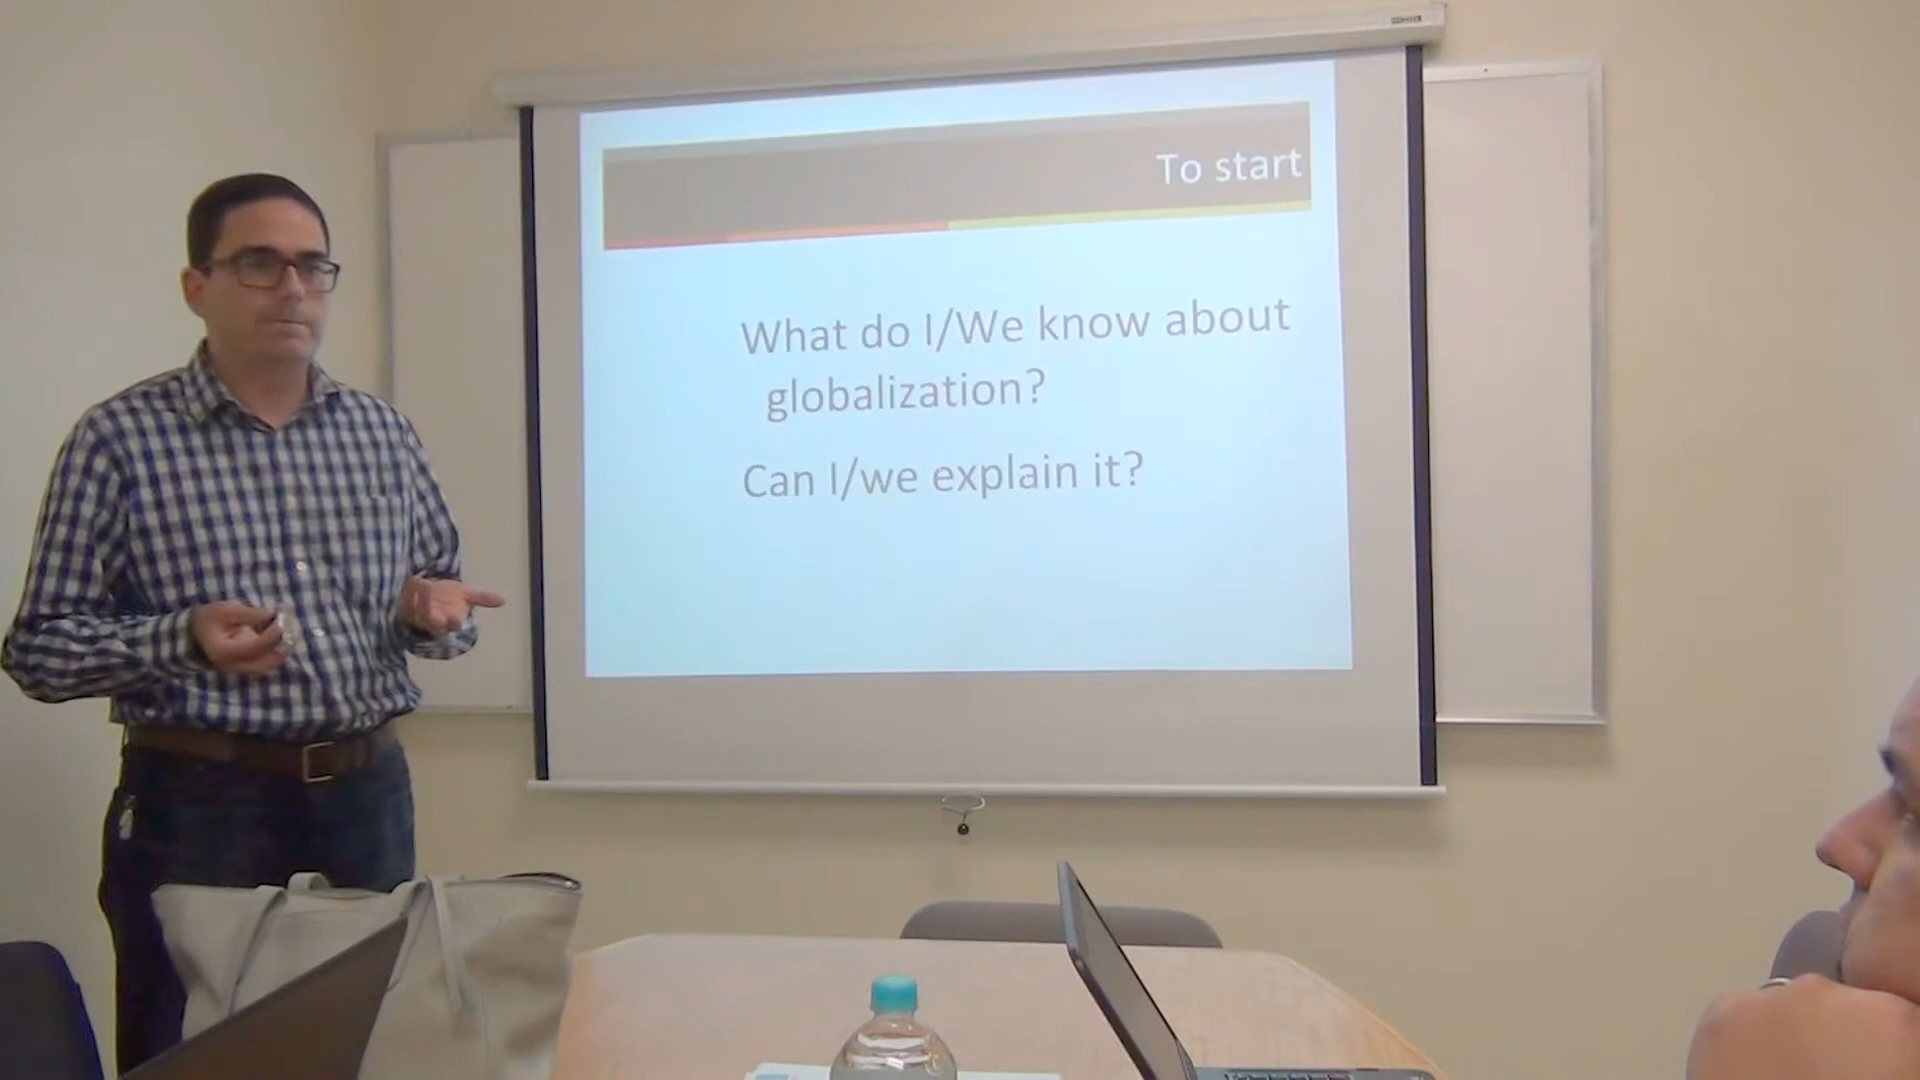 To start
What do I/We know about
globalization?
Can I/we explain it?